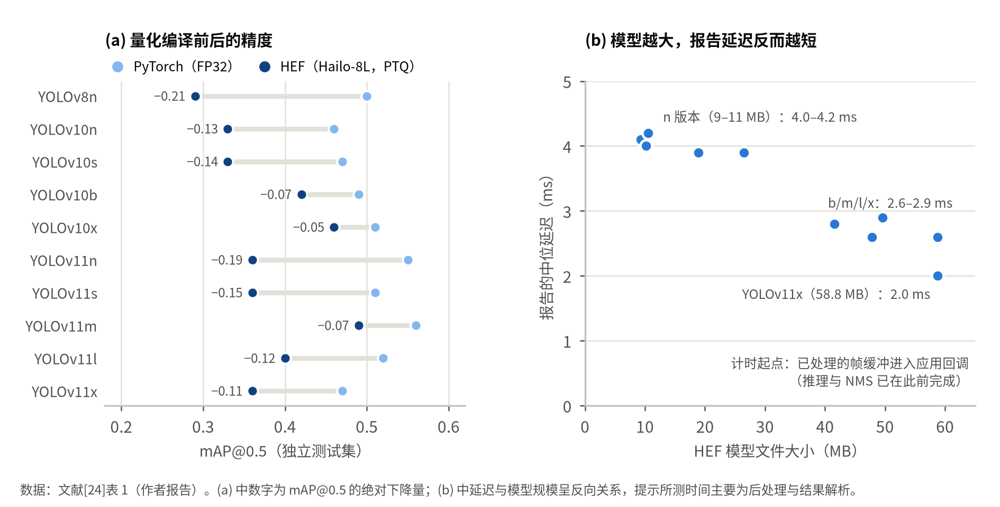 (a) 量化编译前后的精度
PyTorch（FP32） HEF（Hailo-8L，PTQ）
YOLOv8n −0.21
YOLOv10n −0.13
YOLOv10s −0.14
YOLOv10b −0.07
YOLOv10x −0.05
YOLOv11n −0.19
YOLOv11s −0.15
YOLOv11m −0.07
YOLOv11l −0.12
YOLOv11x −0.11
0.2 0.3 0.4 0.5 0.6
mAP@0.5（独立测试集）
(b) 模型越大，报告延迟反而越短
报告的中位延迟（ms）
5
4
3
2
1
0
n 版本（9–11 MB）：4.0–4.2 ms
b/m/l/x：2.6–2.9 ms
YOLOv11x（58.8 MB）：2.0 ms
计时起点：已处理的帧缓冲进入应用回调
（推理与 NMS 已在此前完成）
0 10 20 30 40 50 60
HEF 模型文件大小（MB）
数据：文献[24]表 1（作者报告）。(a) 中数字为 mAP@0.5 的绝对下降量；(b) 中延迟与模型规模呈反向关系，提示所测时间主要为后处理与结果解析。